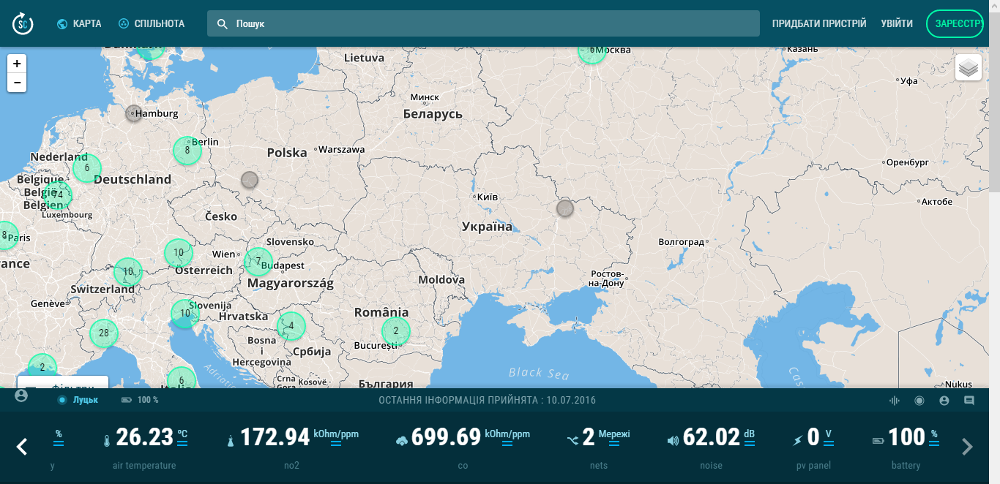 SC КАРТА СПІЛЬНОТА Пошук ПРИДБАТИ ПРИСТРІЙ УВІЙТИ ЗАРЕЄСТР
+
−
Lietuva
6 Москва
Казань
Уфа
Минск
Беларусь
Hamburg
Berlin
8
Polska Warszawa
Nederland
6
Оренбург
Deutschland
Belgique -
België
74
Belgien
Luxembourg
Київ
Актобе
Česko
Україна
8 Paris
Slovensko
Волгоград
10
Wien
7
Budapest
rance
10
Österreich
Switzerland
Magyarország
Moldova
Ростов-
на-Дону
Genève
Slovenija
10
Hrvatska
România
4
28
2
Bosna
i
Hercegovina
București
Србија
2
6
Adriatic
Crna
Gora
Kosovë -
България
Black Sea
Cas
Nukus
Italia
Фільтри
Луцьк 100 % ОСТАННЯ ІНФОРМАЦІЯ ПРИЙНЯТА : 10.07.2016
% 26.23 ºC 172.94 kOhm/ppm 699.69 kOhm/ppm 2 Мережі 62.02 dB 0 V 100 %
y air temperature no2 co nets noise pv panel battery